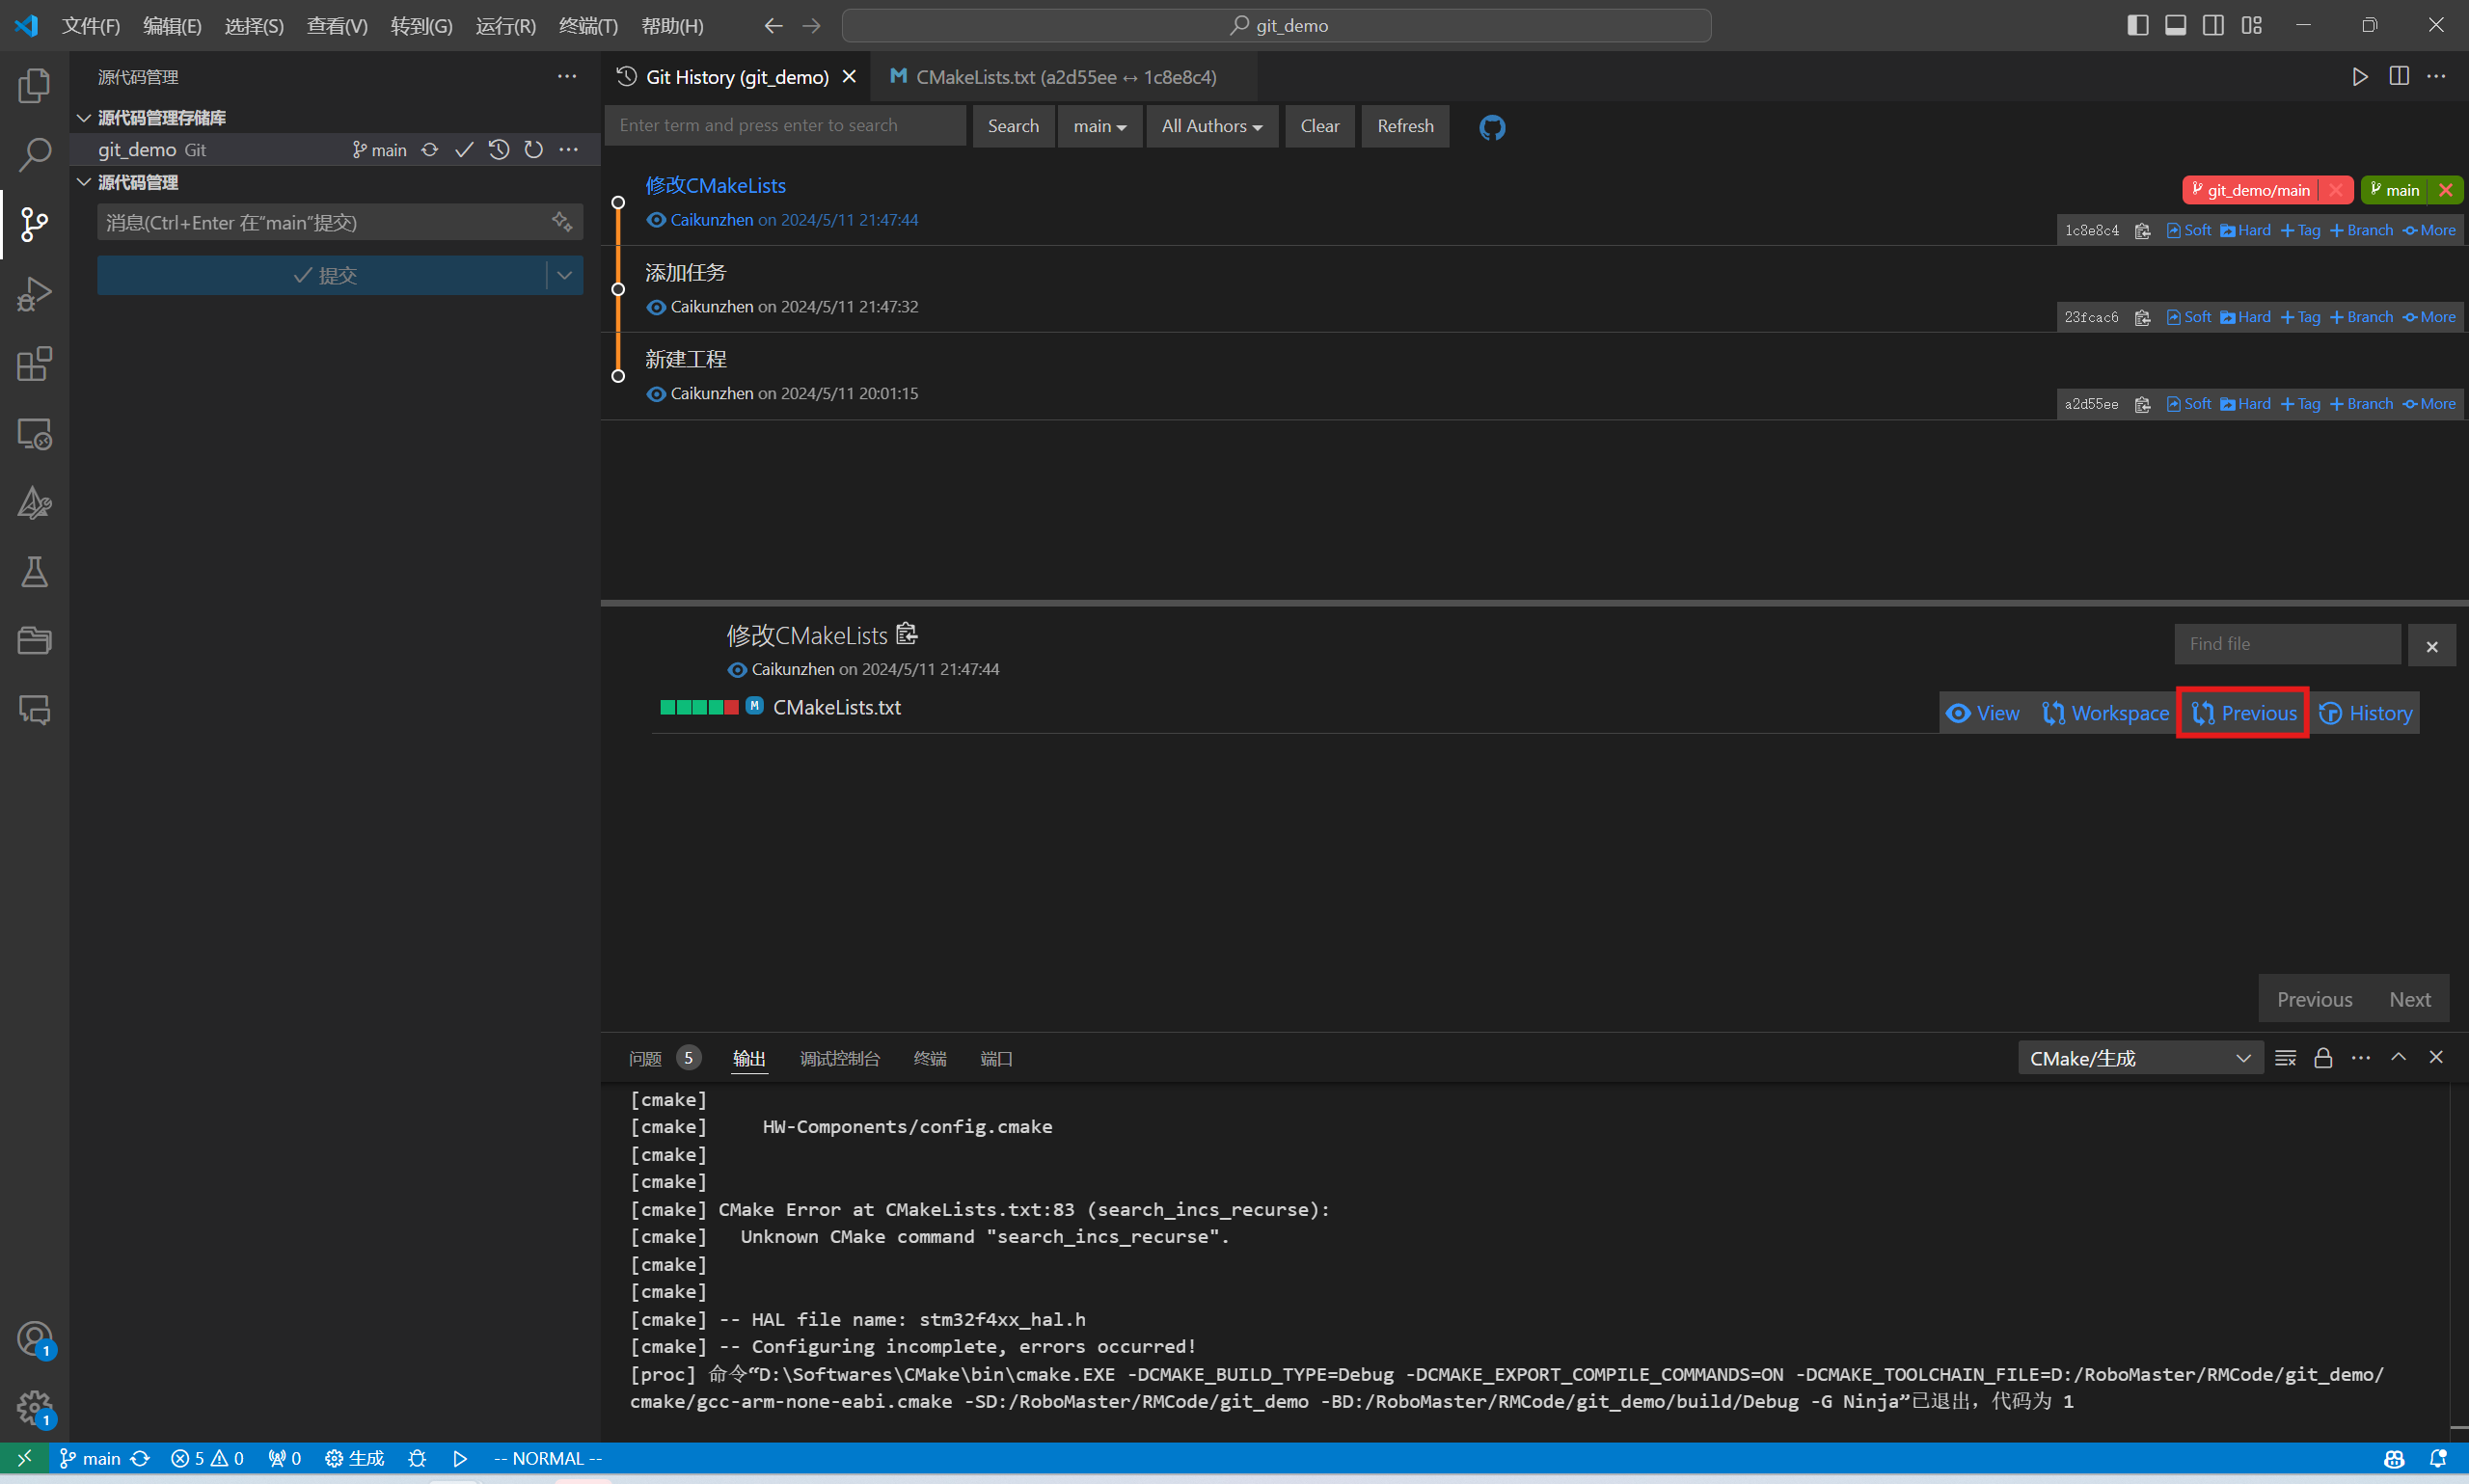 文件(F) 编辑(E) 选择(S) 查看(V) 转到(G) 运行(R) 终端(T) 帮助(H) git_demo
源代码管理
源代码管理存储库
git_demo Git main
源代码管理
消息(Ctrl+Enter 在“main”提交)
提交
Git History (git_demo) CMakeLists.txt (a2d55ee ↔ 1c8e8c4)
Enter term and press enter to search Search main All Authors Clear Refresh
修改CMakeLists
git_demo/main main
Caikunzhen on 2024/5/11 21:47:44
1c8e8c4 Soft Hard +Tag +Branch More
添加任务
Caikunzhen on 2024/5/11 21:47:32
23fcac6 Soft Hard +Tag +Branch More
新建工程
Caikunzhen on 2024/5/11 20:01:15
a2d55ee Soft Hard +Tag +Branch More
修改CMakeLists
Find file
Caikunzhen on 2024/5/11 21:47:44
M CMakeLists.txt View Workspace Previous History
Previous Next
问题 5 输出 调试控制台 终端 端口 CMake/生成
[cmake]
[cmake]     HW-Components/config.cmake
[cmake]
[cmake]
[cmake] CMake Error at CMakeLists.txt:83 (search_incs_recurse):
[cmake]   Unknown CMake command "search_incs_recurse".
[cmake]
[cmake]
[cmake] -- HAL file name: stm32f4xx_hal.h
[cmake] -- Configuring incomplete, errors occurred!
[proc] 命令“D:\Softwares\CMake\bin\cmake.EXE -DCMAKE_BUILD_TYPE=Debug -DCMAKE_EXPORT_COMPILE_COMMANDS=ON -DCMAKE_TOOLCHAIN_FILE=D:/RoboMaster/RMCode/git_demo/
cmake/gcc-arm-none-eabi.cmake -SD:/RoboMaster/RMCode/git_demo -BD:/RoboMaster/RMCode/git_demo/build/Debug -G Ninja”已退出，代码为 1
1
1
main 5 0 0 生成 -- NORMAL --